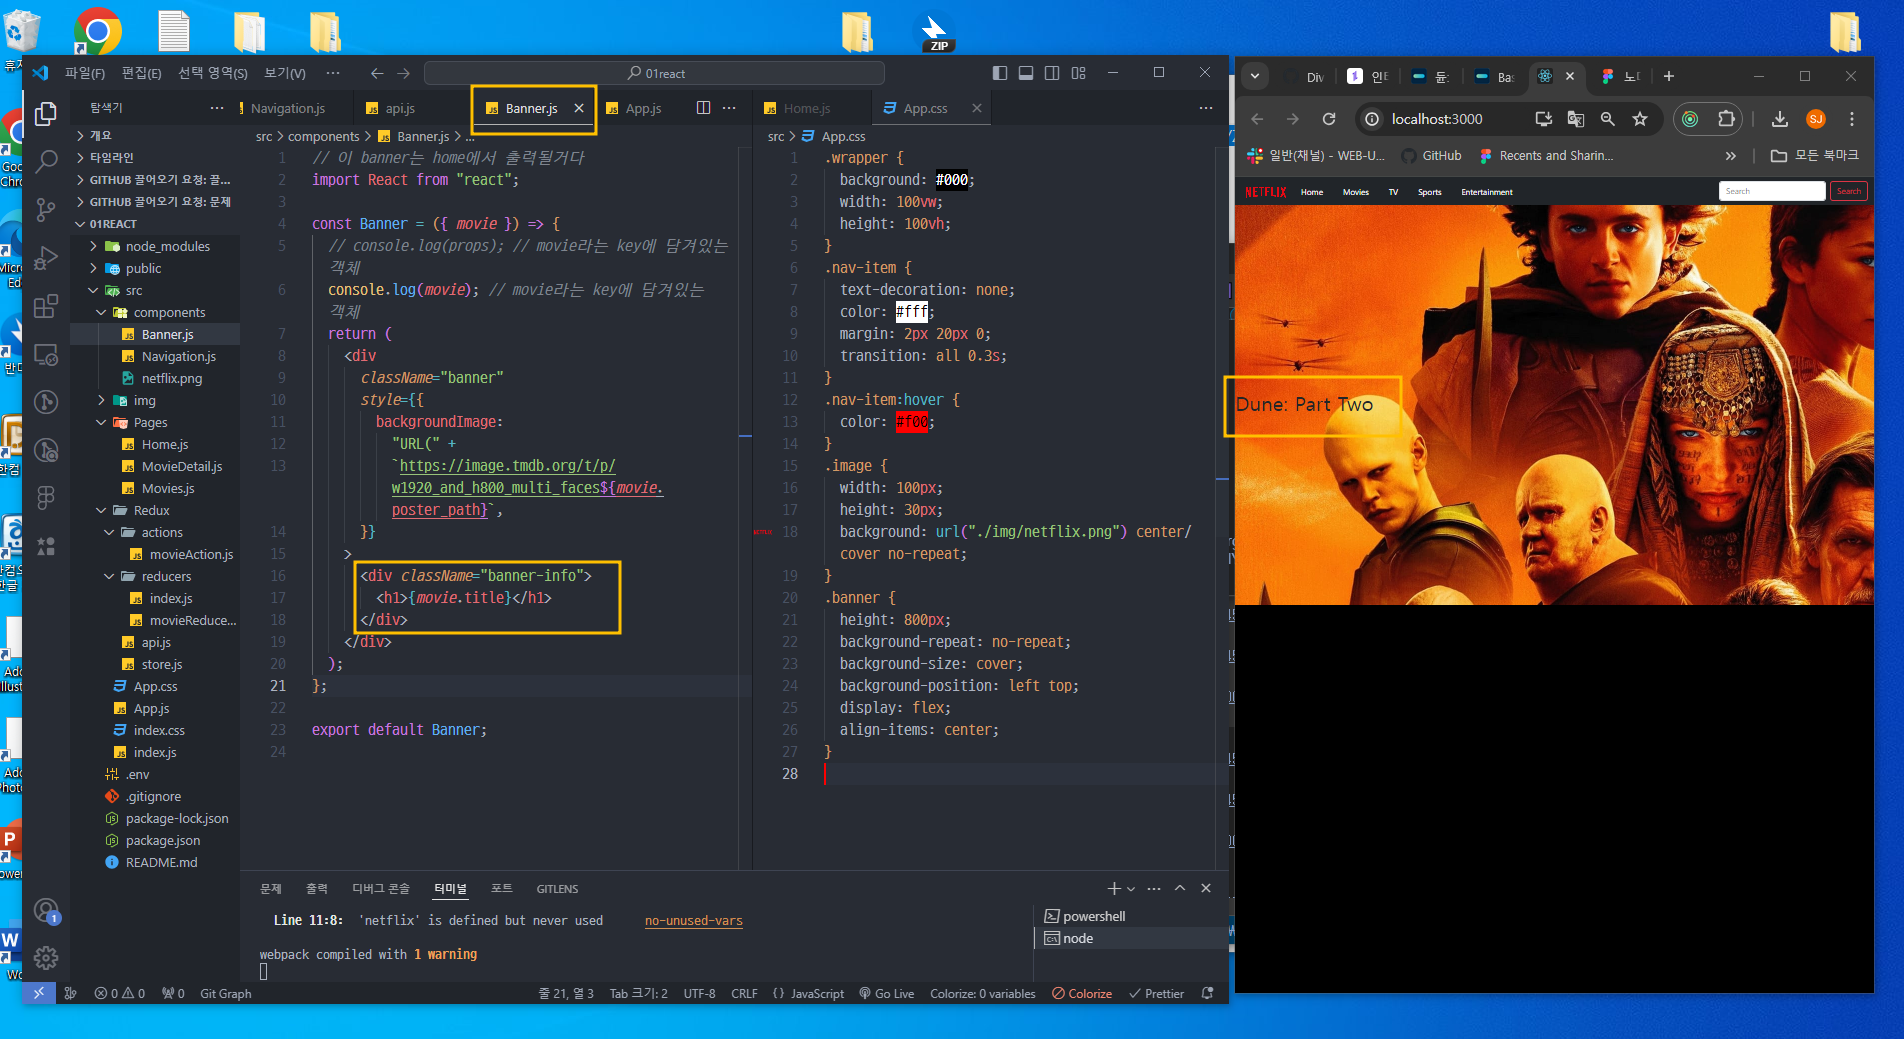 ZIP
파일(F) 편집(E) 선택 영역(S) 보기(V) ··· 01react
탐색기 ···
개요
타임라인
GITHUB 끌어오기 요청: 끌...
GITHUB 끌어오기 요청: 문제
01REACT
node_modules
public
src
components
Banner.js
Navigation.js
netflix.png
img
Pages
Home.js
MovieDetail.js
Movies.js
Redux
actions
movieAction.js
reducers
index.js
movieReduce...
api.js
store.js
App.css
App.js
index.css
index.js
.env
.gitignore
package-lock.json
package.json
README.md
Navigation.js api.js Banner.js App.js
src > components > Banner.js > ...
1 // 이 banner는 home에서 출력될거다
2 import React from "react";
3
4 const Banner = ({ movie }) => {
5 // console.log(props); // movie라는 key에 담겨있는
객체
6 console.log(movie); // movie라는 key에 담겨있는
객체
7 return (
8 <div
9 className="banner"
10 style={{
11 backgroundImage:
12 "URL(" +
13 `https://image.tmdb.org/t/p/
w1920_and_h800_multi_faces${movie.
poster_path}`,
14 }}
15 >
16 <div className="banner-info">
17 <h1>{movie.title}</h1>
18 </div>
19 </div>
20 );
21 };
22
23 export default Banner;
24
Home.js App.css
src > App.css
1 .wrapper {
2 background: #000;
3 width: 100vw;
4 height: 100vh;
5 }
6 .nav-item {
7 text-decoration: none;
8 color: #fff;
9 margin: 2px 20px 0;
10 transition: all 0.3s;
11 }
12 .nav-item:hover {
13 color: #f00;
14 }
15 .image {
16 width: 100px;
17 height: 30px;
18 background: url("./img/netflix.png") center/
cover no-repeat;
19 }
20 .banner {
21 height: 800px;
22 background-repeat: no-repeat;
23 background-size: cover;
24 background-position: left top;
25 display: flex;
26 align-items: center;
27 }
28
문제 출력 디버그 콘솔 터미널 포트 GITLENS
Line 11:8: 'netflix' is defined but never used no-unused-vars
webpack compiled with 1 warning
powershell
node
1
0 0 0 Git Graph 줄 21, 열 3 Tab 크기: 2 UTF-8 CRLF {} JavaScript Go Live Colorize: 0 variables Colorize Prettier
Div 인 듄: Bas 노
localhost:3000 SJ
일반(채널) - WEB-U... GitHub Recents and Sharin... » 모든 북마크
NETFLIX Home Movies TV Sports Entertainment Search Search
Dune: Part Two